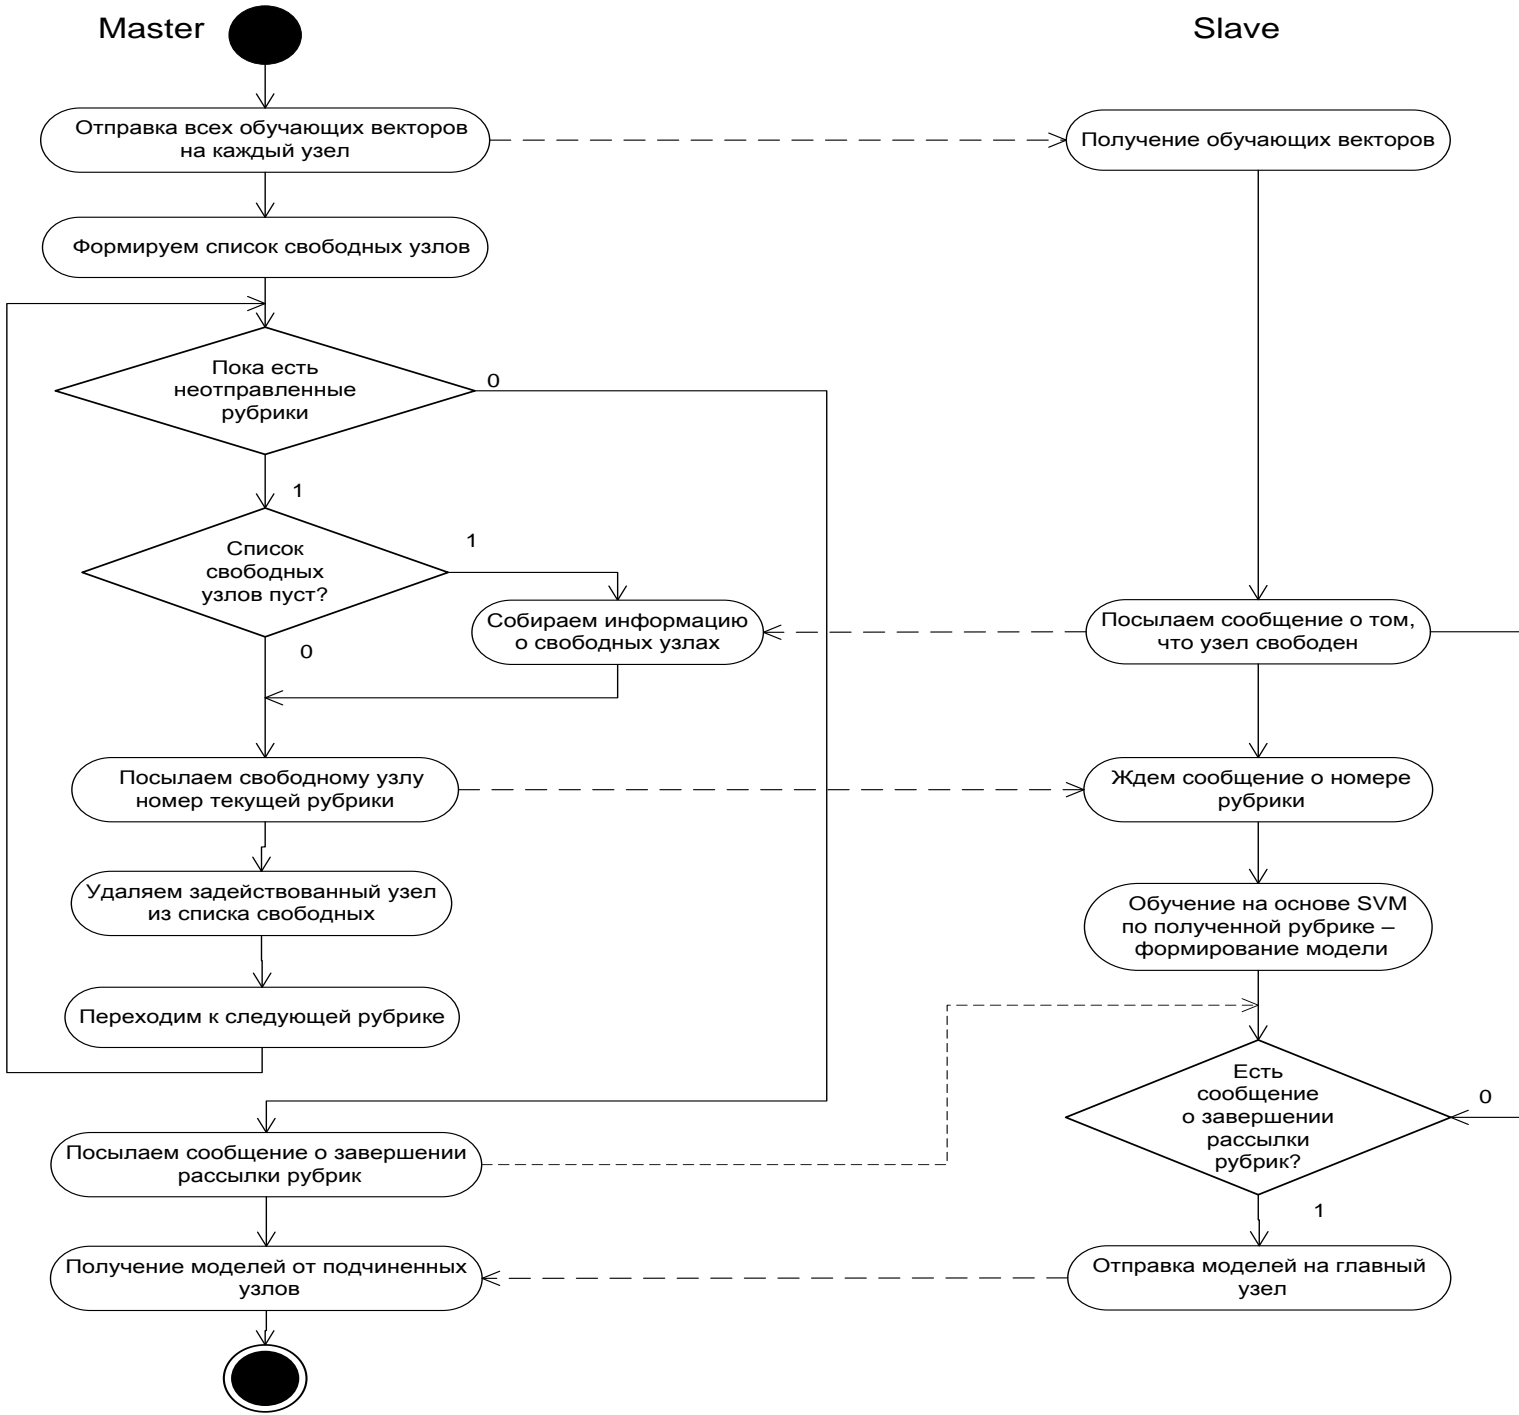 Master
Slave
Отправка всех обучающих векторов
на каждый узел
Получение обучающих векторов
Формируем список свободных узлов
Пока есть
неотправленные
рубрики
0
1
Список
свободных
узлов пуст?
1
0
Собираем информацию
о свободных узлах
Посылаем сообщение о том,
что узел свободен
Посылаем свободному узлу
номер текущей рубрики
Ждем сообщение о номере
рубрики
Удаляем задействованный узел
из списка свободных
Обучение на основе SVM
по полученной рубрике –
формирование модели
Переходим к следующей рубрике
Есть
сообщение
о завершении
рассылки
рубрик?
0
1
Посылаем сообщение о завершении
рассылки рубрик
Получение моделей от подчиненных
узлов
Отправка моделей на главный
узел